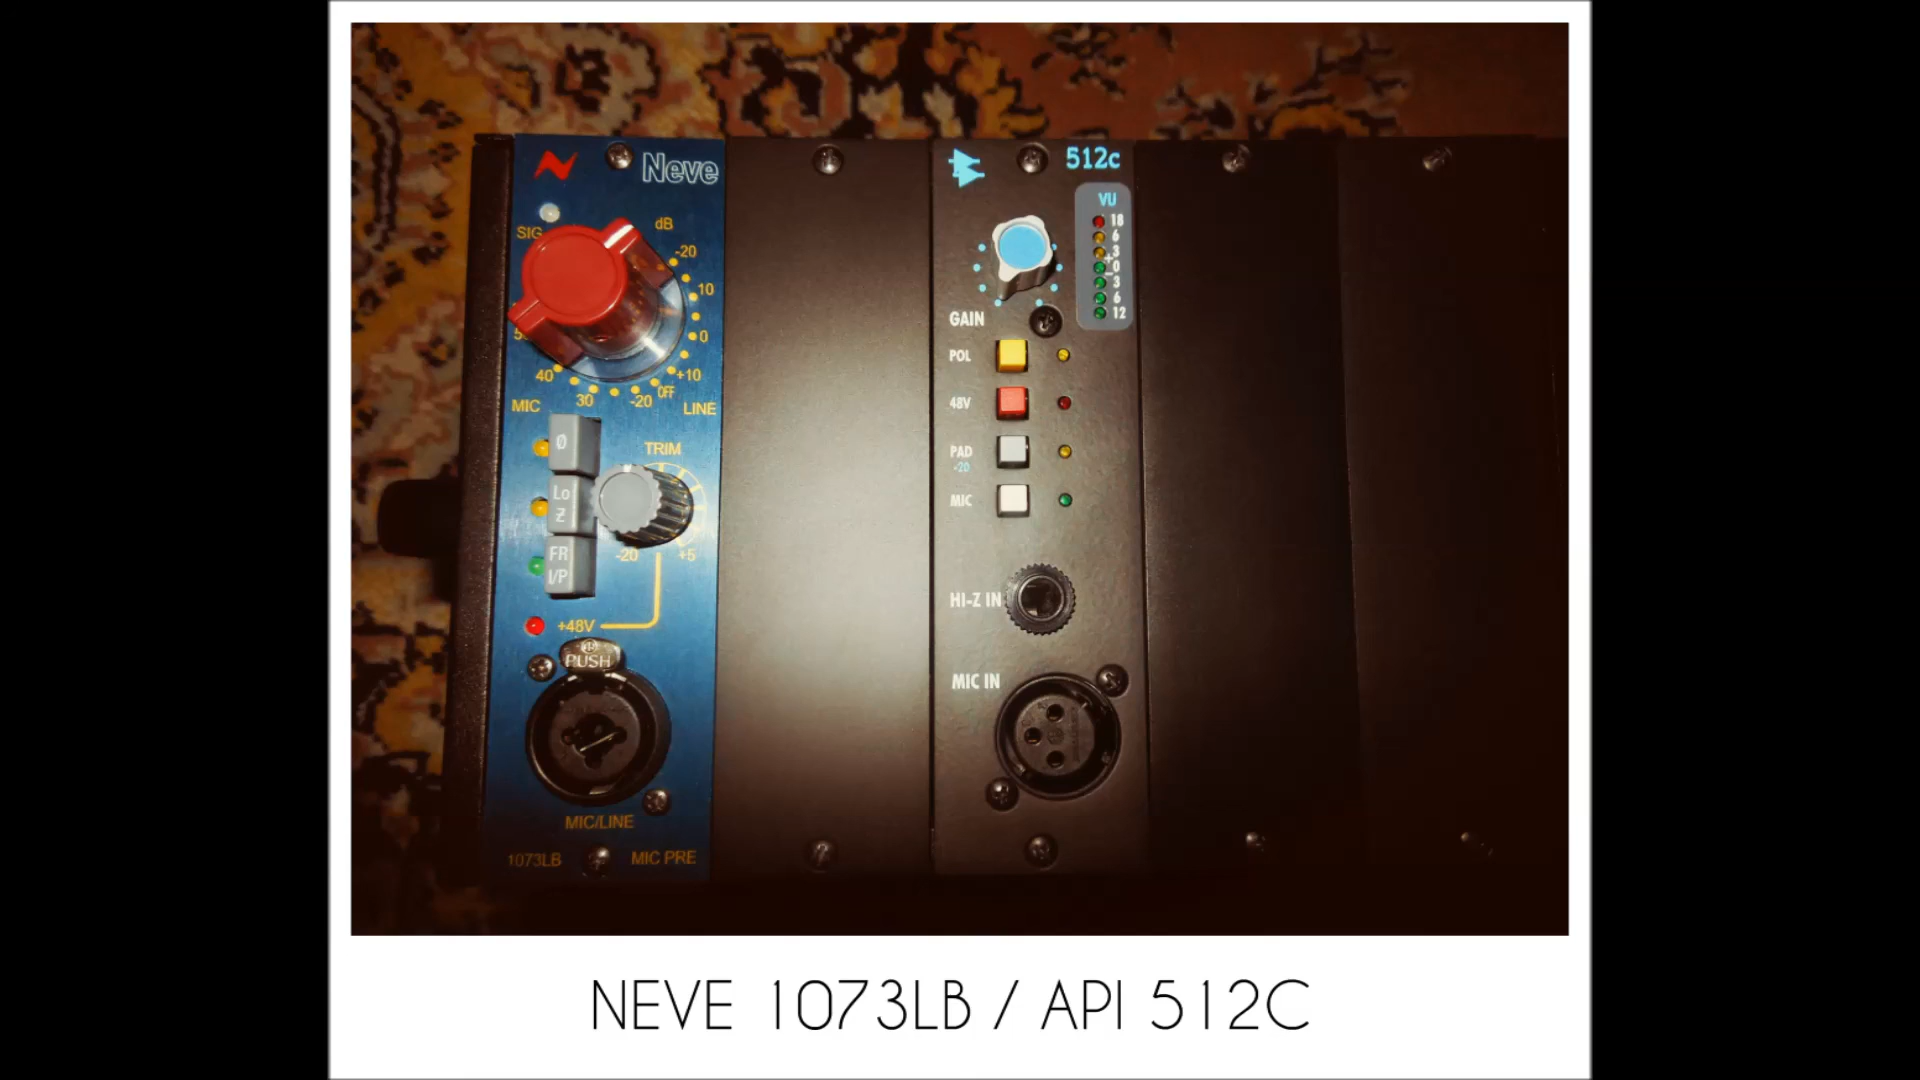 Neve
SIG
dB
-20
10
0
+10
OFF
-20
30
40
5
MIC
LINE
Ø
TRIM
Lo
Z
FR
I/P
-20
+5
+48V
PUSH
MIC/LINE
1073LB
MIC PRE
512c
VU
18
6
3
+
0
-
3
6
12
GAIN
POL
48V
PAD
-20
MIC
HI-Z IN
MIC IN
NEVE 1073LB / API 512C